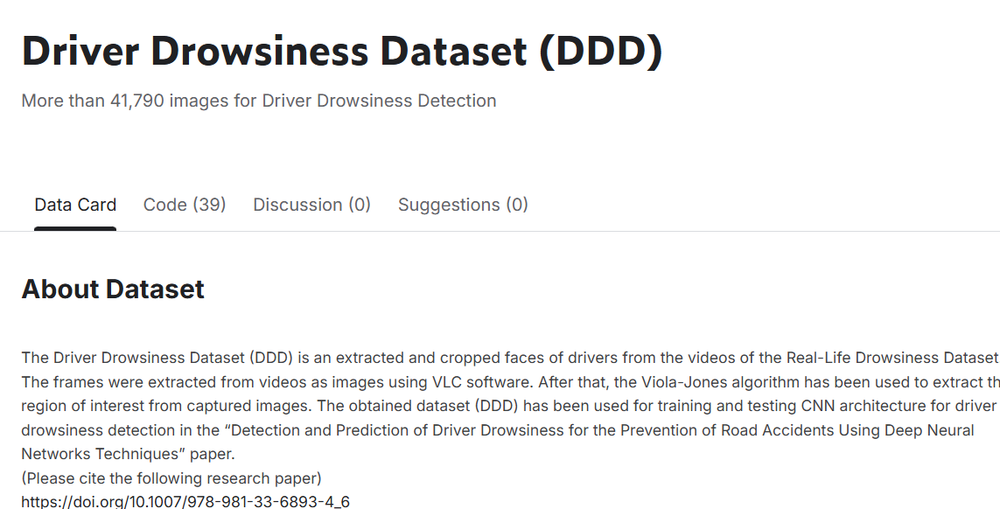 Driver Drowsiness Dataset (DDD)
More than 41,790 images for Driver Drowsiness Detection
Data Card Code (39) Discussion (0) Suggestions (0)
About Dataset
The Driver Drowsiness Dataset (DDD) is an extracted and cropped faces of drivers from the videos of the Real-Life Drowsiness Dataset
The frames were extracted from videos as images using VLC software. After that, the Viola-Jones algorithm has been used to extract th
region of interest from captured images. The obtained dataset (DDD) has been used for training and testing CNN architecture for driver
drowsiness detection in the “Detection and Prediction of Driver Drowsiness for the Prevention of Road Accidents Using Deep Neural
Networks Techniques” paper.
(Please cite the following research paper)
https://doi.org/10.1007/978-981-33-6893-4_6